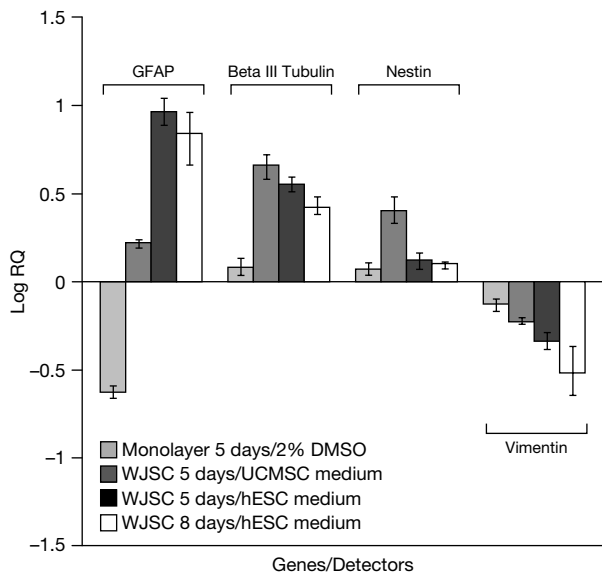 1.5
GFAP
Beta III Tubulin
Nestin
1
0.5
0
Log RQ
−0.5
Vimentin
Monolayer 5 days/2% DMSO
−1
WJSC 5 days/UCMSC medium
WJSC 5 days/hESC medium
WJSC 8 days/hESC medium
−1.5
Genes/Detectors